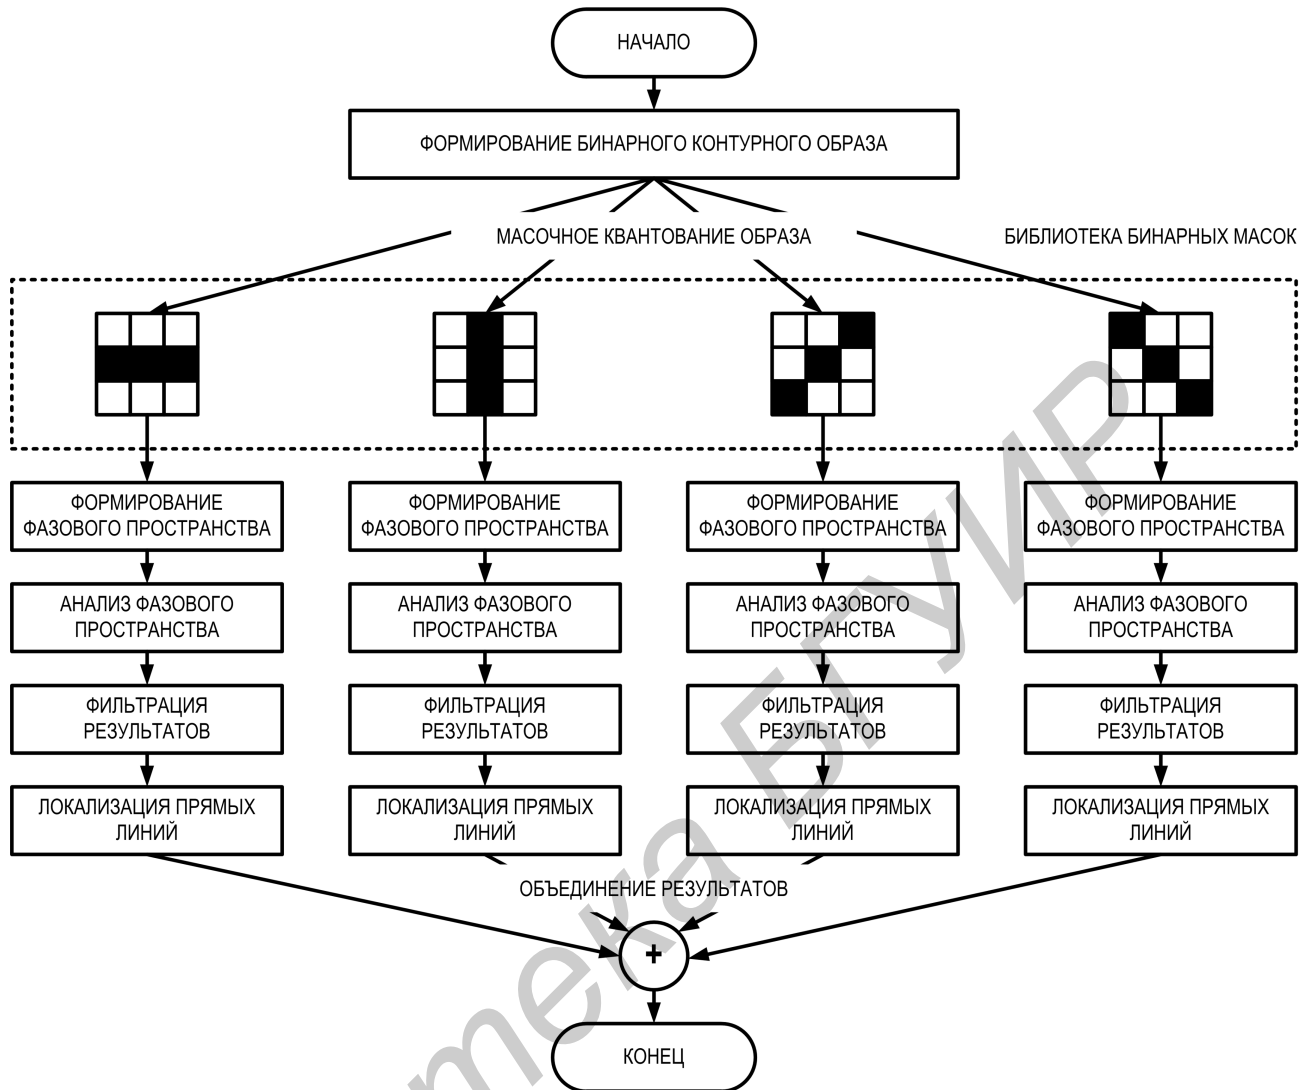 НАЧАЛО
ФОРМИРОВАНИЕ БИНАРНОГО КОНТУРНОГО ОБРАЗА
МАСОЧНОЕ КВАНТОВАНИЕ ОБРАЗА
БИБЛИОТЕКА БИНАРНЫХ МАСОК
ФОРМИРОВАНИЕ
ФАЗОВОГО ПРОСТРАНСТВА
ФОРМИРОВАНИЕ
ФАЗОВОГО ПРОСТРАНСТВА
ФОРМИРОВАНИЕ
ФАЗОВОГО ПРОСТРАНСТВА
ФОРМИРОВАНИЕ
ФАЗОВОГО ПРОСТРАНСТВА
АНАЛИЗ ФАЗОВОГО
ПРОСТРАНСТВА
АНАЛИЗ ФАЗОВОГО
ПРОСТРАНСТВА
АНАЛИЗ ФАЗОВОГО
ПРОСТРАНСТВА
АНАЛИЗ ФАЗОВОГО
ПРОСТРАНСТВА
ФИЛЬТРАЦИЯ
РЕЗУЛЬТАТОВ
ФИЛЬТРАЦИЯ
РЕЗУЛЬТАТОВ
ФИЛЬТРАЦИЯ
РЕЗУЛЬТАТОВ
ФИЛЬТРАЦИЯ
РЕЗУЛЬТАТОВ
ЛОКАЛИЗАЦИЯ ПРЯМЫХ
ЛИНИЙ
ЛОКАЛИЗАЦИЯ ПРЯМЫХ
ЛИНИЙ
ЛОКАЛИЗАЦИЯ ПРЯМЫХ
ЛИНИЙ
ЛОКАЛИЗАЦИЯ ПРЯМЫХ
ЛИНИЙ
ОБЪЕДИНЕНИЕ РЕЗУЛЬТАТОВ
+
КОНЕЦ
тека БГУИР